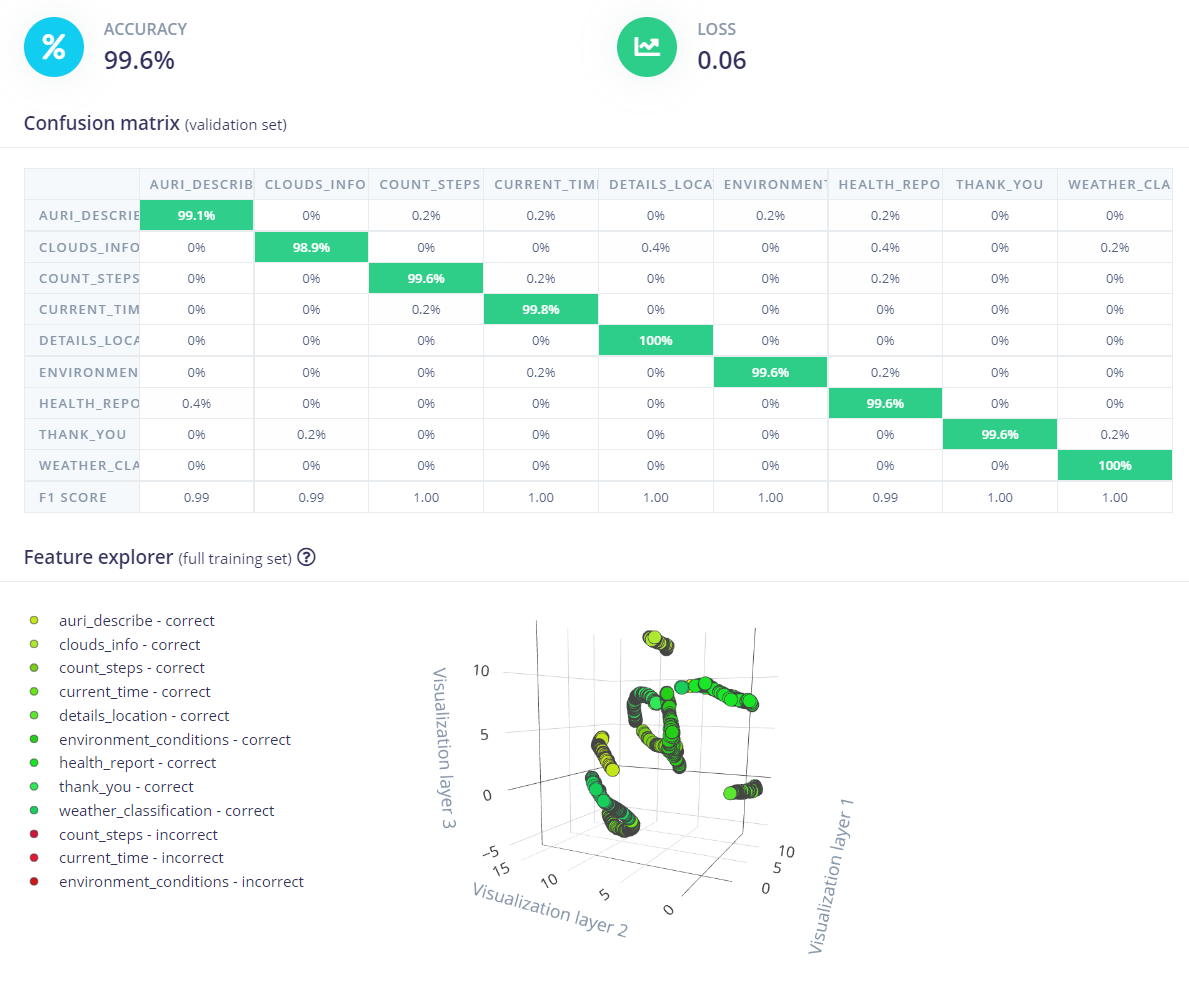 ACCURACY
99.6%
LOSS
0.06
Confusion matrix (validation set)
AURI_DESCRIB CLOUDS_INFO COUNT_STEPS CURRENT_TIM DETAILS_LOCA ENVIRONMENT HEALTH_REPO THANK_YOU WEATHER_CLA
AURI_DESCRIE 99.1% 0% 0.2% 0.2% 0% 0.2% 0.2% 0% 0%
CLOUDS_INFO 0% 98.9% 0% 0% 0.4% 0% 0.4% 0% 0.2%
COUNT_STEPS 0% 0% 99.6% 0.2% 0% 0% 0.2% 0% 0%
CURRENT_TIM 0% 0% 0.2% 99.8% 0% 0% 0% 0% 0%
DETAILS_LOCA 0% 0% 0% 0% 100% 0% 0% 0% 0%
ENVIRONMEN 0% 0% 0% 0.2% 0% 99.6% 0.2% 0% 0%
HEALTH_REPO 0.4% 0% 0% 0% 0% 0% 99.6% 0% 0%
THANK_YOU 0% 0.2% 0% 0% 0% 0% 0% 99.6% 0.2%
WEATHER_CLA 0% 0% 0% 0% 0% 0% 0% 0% 100%
F1 SCORE 0.99 0.99 1.00 1.00 1.00 1.00 0.99 1.00 1.00
Feature explorer (full training set) ?
auri_describe - correct
clouds_info - correct
count_steps - correct
current_time - correct
details_location - correct
environment_conditions - correct
health_report - correct
thank_you - correct
weather_classification - correct
count_steps - incorrect
current_time - incorrect
environment_conditions - incorrect
Visualization layer 3
10
5
0
−5
15
10
5
0
Visualization layer 2
10
5
0
Visualization layer 1